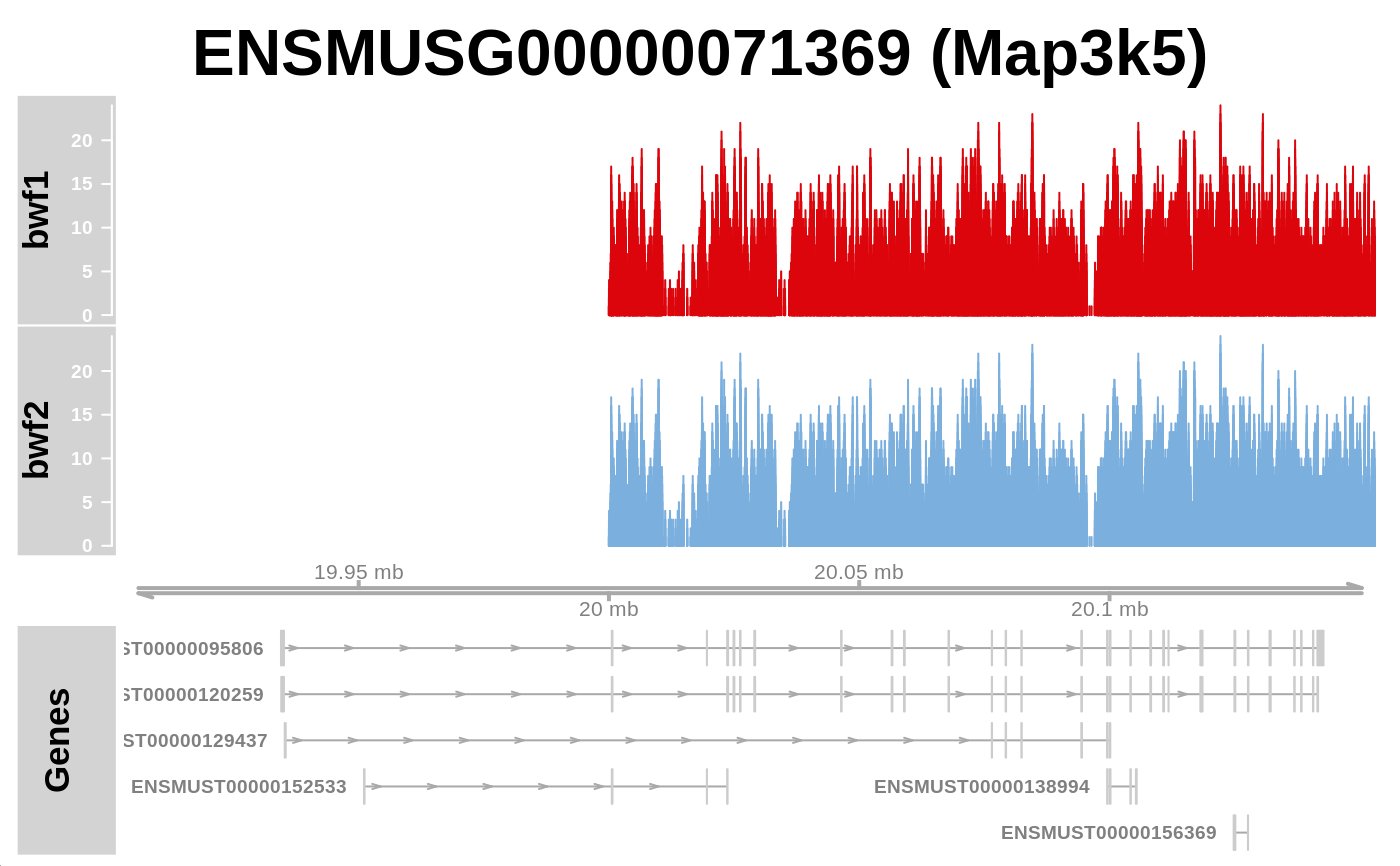 ENSMUSG00000071369 (Map3k5)
bwf1
20
15
10
5
0
bwf2
20
15
10
5
0
19.95 mb
20.05 mb
20 mb
20.1 mb
Genes
ST00000095806
ST00000120259
ST00000129437
ENSMUST00000152533
ENSMUST00000138994
ENSMUST00000156369